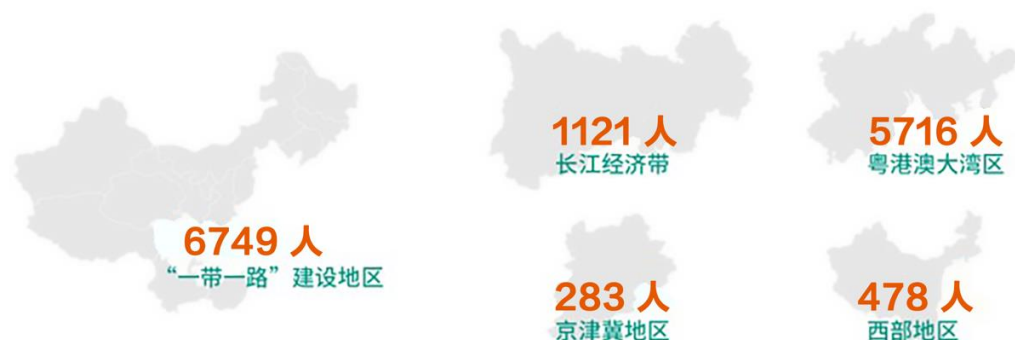 1121 人
长江经济带
5716 人
粤港澳大湾区
6749 人
“一带一路”建设地区
283 人
京津冀地区
478 人
西部地区